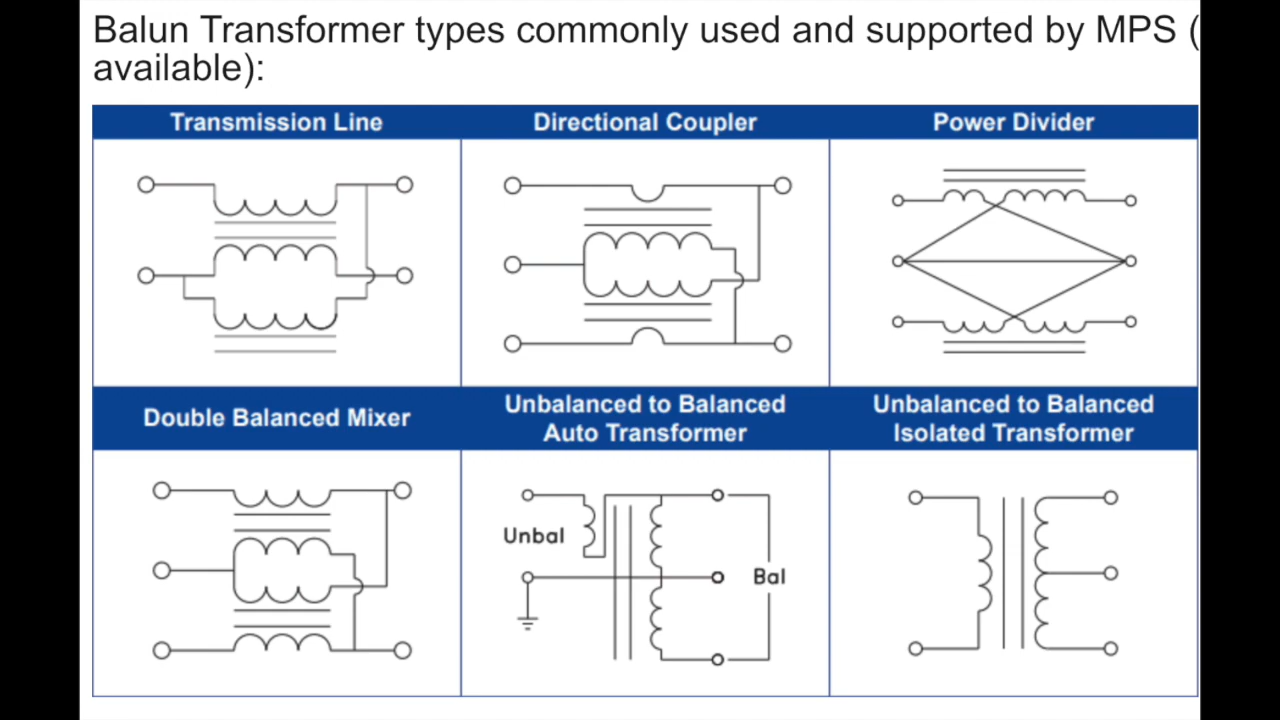 Balun Transformer types commonly used and supported by MPS (
available):
Transmission Line
Directional Coupler
Power Divider
Double Balanced Mixer
Unbalanced to Balanced
Auto Transformer
Unbalanced to Balanced
Isolated Transformer
Unbal
Bal